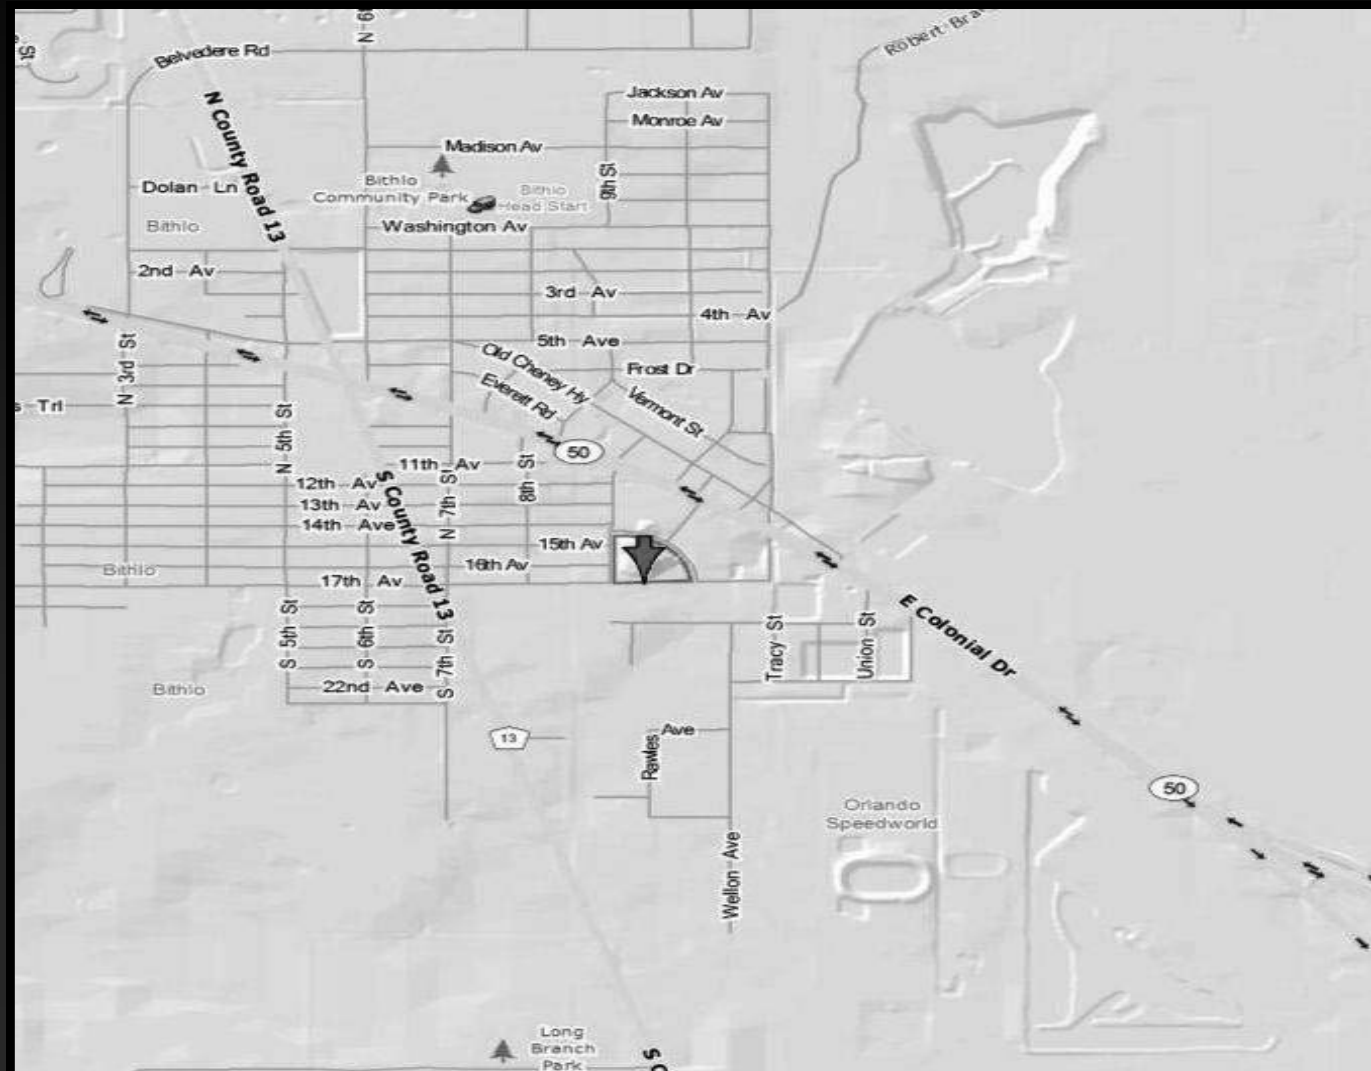 N 6
St
Belvedere Rd
Robert Bra
Jackson Av
Monroe Av
N County Road 13
Madison Av
9th St
Dolan Ln
Bithlo
Community Park
Bithlo
Head Start
Bithlo
Washington Av
2nd Av
3rd Av
4th Av
N 3rd St
5th Ave
Old Cheney Hy
Frost Dr
Everett Rd
Vermont St
s Trl
N 5th St
50
11th Av
8th St
12th Av
N 7th St
13th Av
14th Ave
S County Road 13
15th Av
16th Av
Bithlo
17th Av
E Colonial Dr
S 5th St
S 6th St
S 7th St
Tracy St
Union St
22nd Ave
Bithlo
13
Rawles Ave
50
Orlando
Speedworld
Wellon Ave
Long
Branch
Park
S C